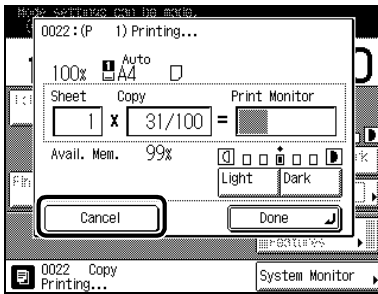 Mode Settings can be made.
0022:(P 1) Printing...
100% 1 Auto A4
Sheet Copy Print Monitor
1 X 31/100 =
Avail. Mem. 99%
Light Dark
Cancel Done
Features
0022 Copy
Printing...
System Monitor